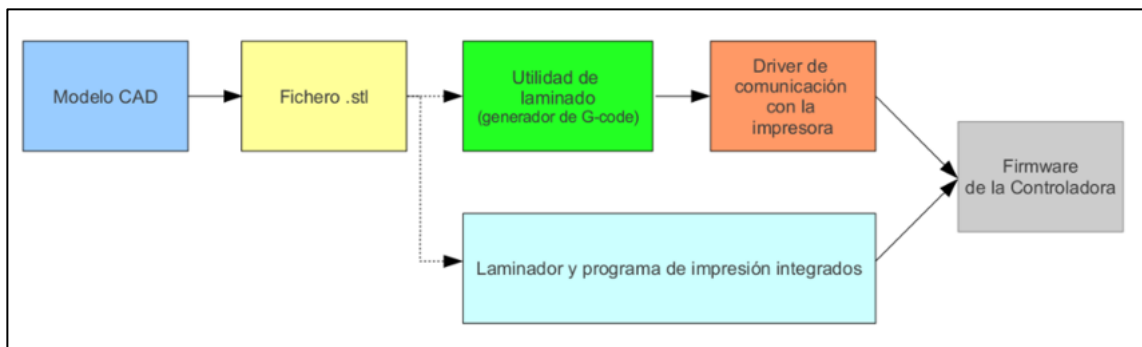 Modelo CAD
Fichero .stl
Utilidad de
laminado
(generador de G-code)
Driver de
comunicación
con la
impresora
Firmware
de la Controladora
Laminador y programa de impresión integrados